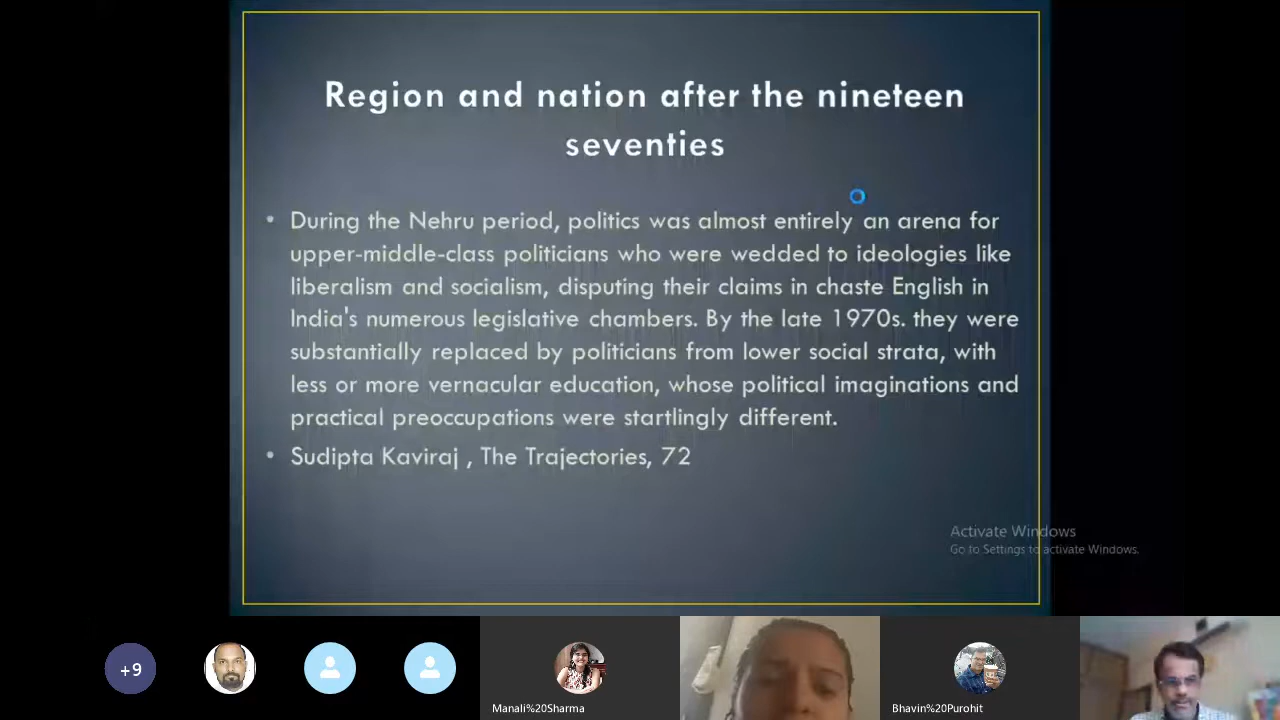 Region and nation after the nineteen
seventies
• During the Nehru period, politics was almost entirely an arena for
upper-middle-class politicians who were wedded to ideologies like
liberalism and socialism, disputing their claims in chaste English in
India's numerous legislative chambers. By the late 1970s. they were
substantially replaced by politicians from lower social strata, with
less or more vernacular education, whose political imaginations and
practical preoccupations were startlingly different.
• Sudipta Kaviraj , The Trajectories, 72
Activate Windows
Go to Settings to activate Windows.
+9
Manali%20Sharma
Bhavin%20Purohit